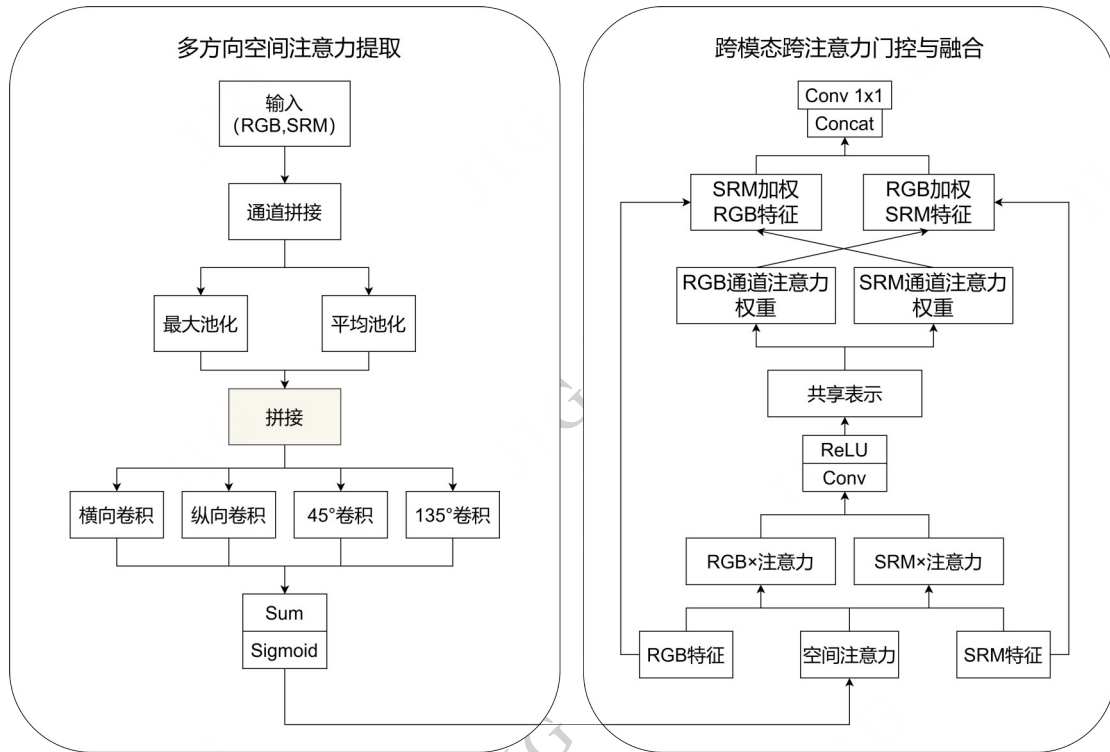 多方向空间注意力提取
输入
(RGB,SRM)
通道拼接
最大池化
平均池化
拼接
横向卷积
纵向卷积
45°卷积
135°卷积
Sum
Sigmoid
跨模态跨注意力门控与融合
Conv 1x1
Concat
SRM加权
RGB特征
RGB加权
SRM特征
RGB通道注意力
权重
SRM通道注意力
权重
共享表示
ReLU
Conv
RGB×注意力
SRM×注意力
RGB特征
空间注意力
SRM特征
G
G